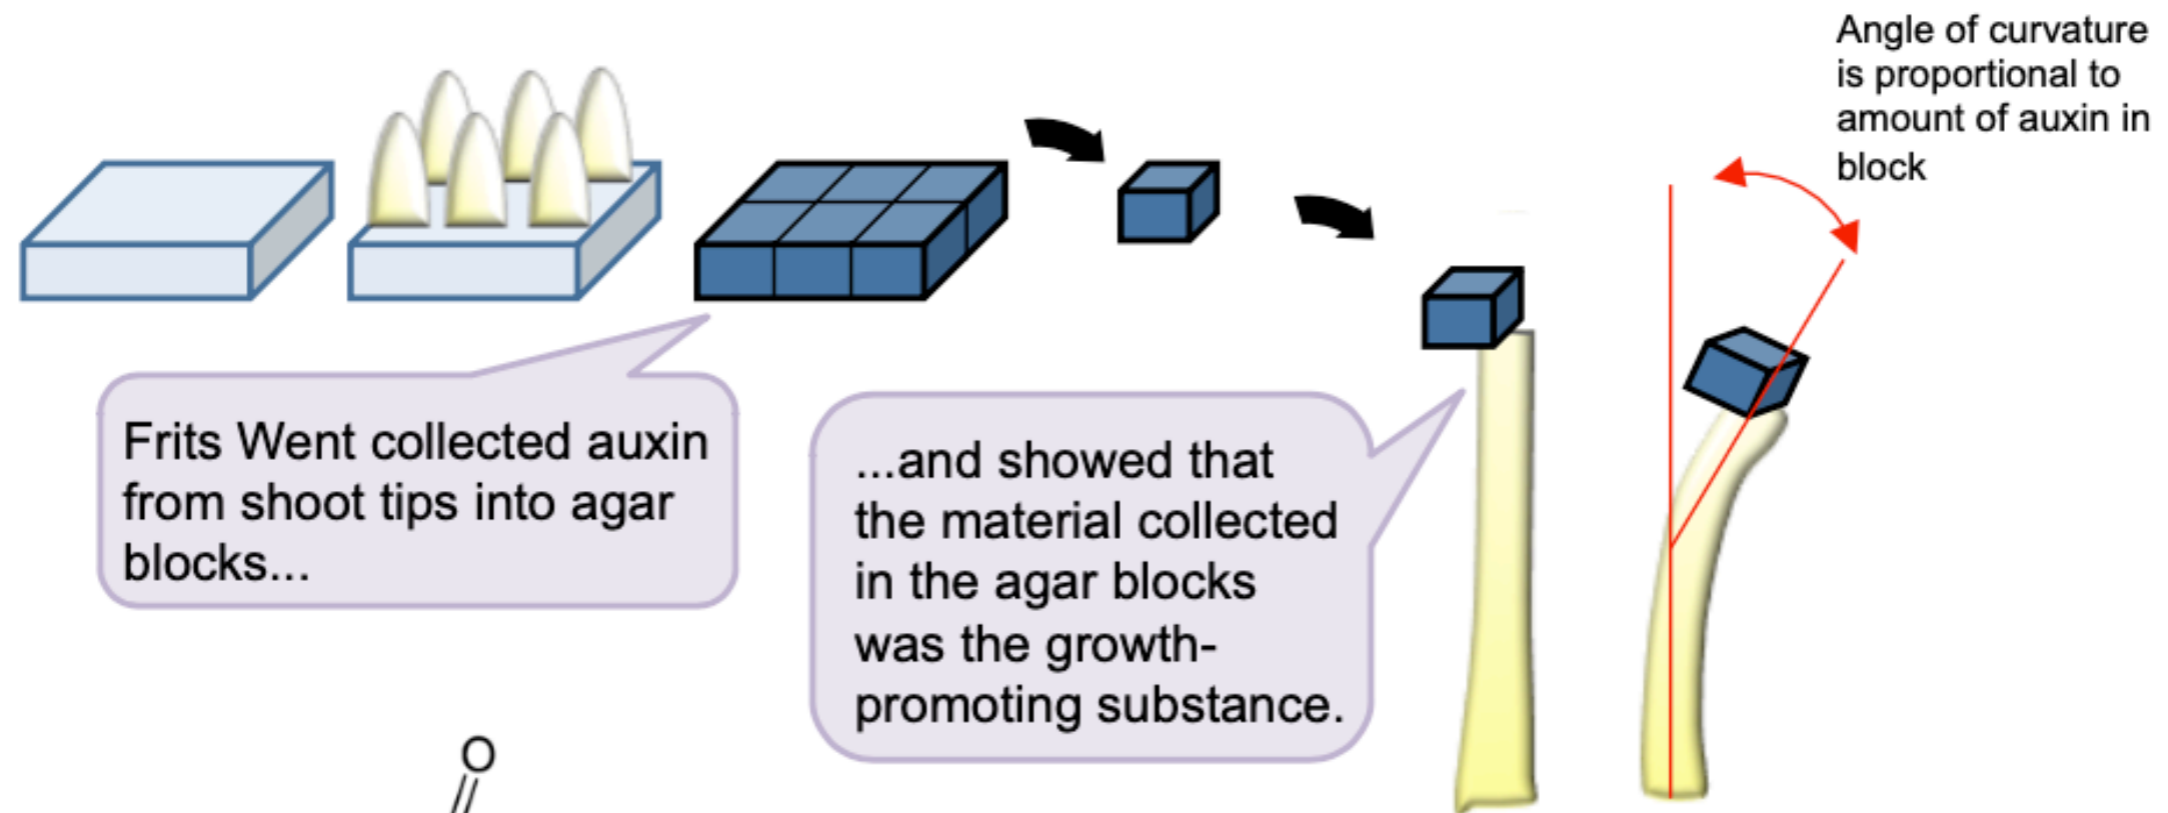 Angle of curvature
is proportional to
amount of auxin in
block
Frits Went collected auxin
from shoot tips into agar
blocks...
...and showed that
the material collected
in the agar blocks
was the growth-
promoting substance.
O